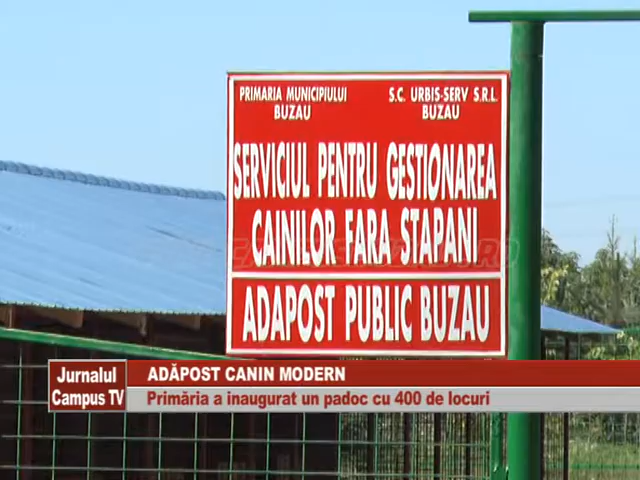 PRIMARIA MUNICIPIULUI
BUZAU
S.C. URBIS-SERV S.R.L.
BUZAU
SERVICIUL PENTRU GESTIONAREA
CAINILOR FARA STAPANI
ADAPOST PUBLIC BUZAU
Jurnalul
Campus TV
ADĂPOST CANIN MODERN
Primăria a inaugurat un padoc cu 400 de locuri